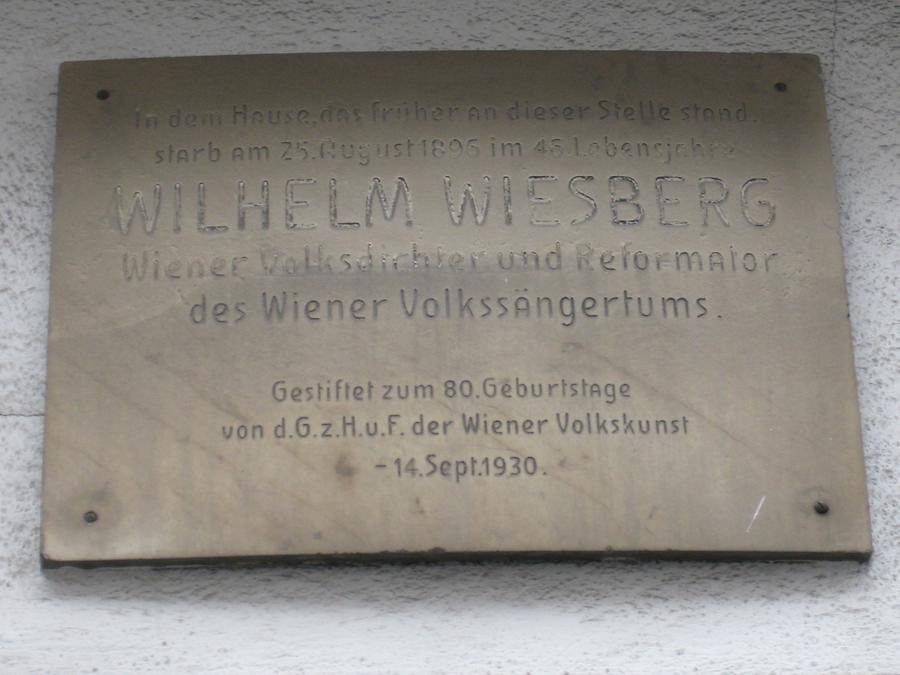 In dem Hause, das früher an dieser Stelle stand.
starb am 25. August 1896 im 46. Lebensjahre
WILHELM WIESBERG
Wiener Volksdichter und Reformator
des Wiener Volkssängertums.
Gestiftet zum 80. Geburtstage
von d.G.z.H.u.F. der Wiener Volkskunst
- 14. Sept. 1930.